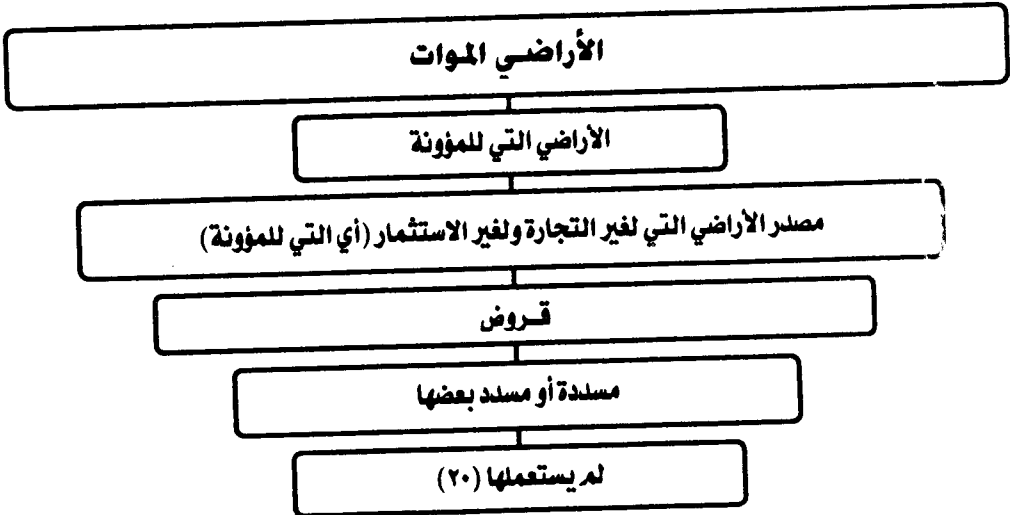 الأراضي الموات
الأراضي التي للمؤونة
مصدر الأراضي التي لغير التجارة ولغير الاستثمار (أي التي للمؤونة)
قروض
مسددة أو مسدد بعضها
لم يستعملها (٢٠)